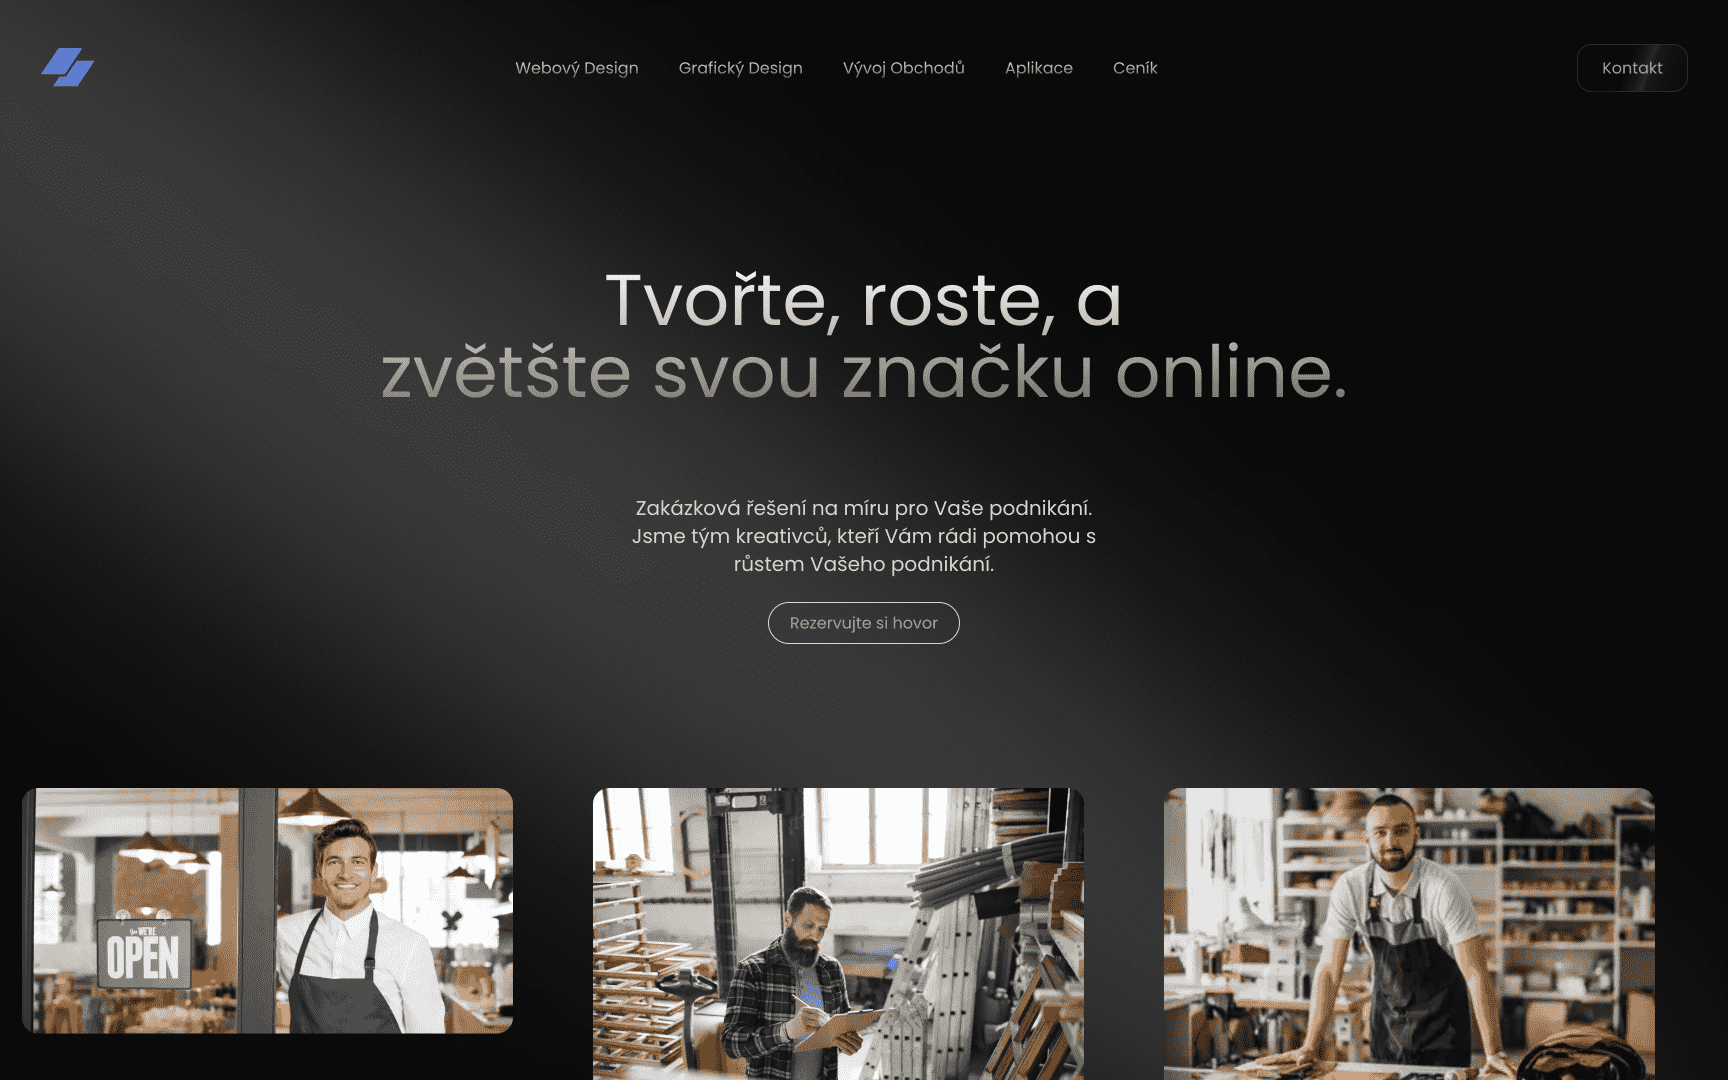 Webový Design
Grafický Design
Vývoj Obchodů
Aplikace
Ceník
Kontakt
Tvořte, roste, a
zvětšte svou značku online.
Zakázková řešení na míru pro Vaše podnikání.
Jsme tým kreativců, kteří Vám rádi pomohou s
růstem Vašeho podnikání.
Rezervujte si hovor
WE'RE
OPEN